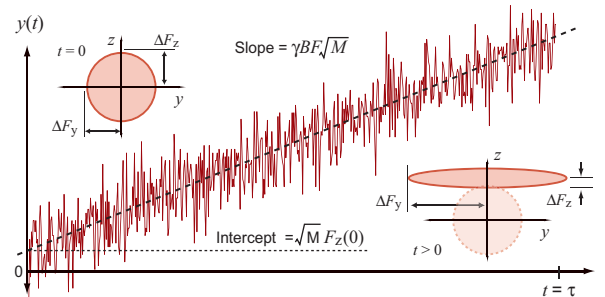 y(t)
t = 0
z
ΔF_z
y
ΔF_y
Slope = γBF√M
z
ΔF_y
ΔF_z
y
t > 0
Intercept = √M F_z(0)
0
t = τ